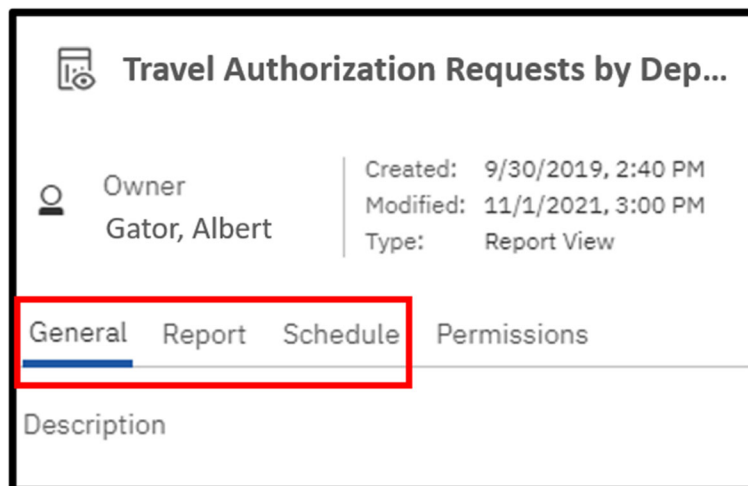 Travel Authorization Requests by Dep...
Owner
Gator, Albert
Created: 9/30/2019, 2:40 PM
Modified: 11/1/2021, 3:00 PM
Type: Report View
General Report Schedule Permissions
Description